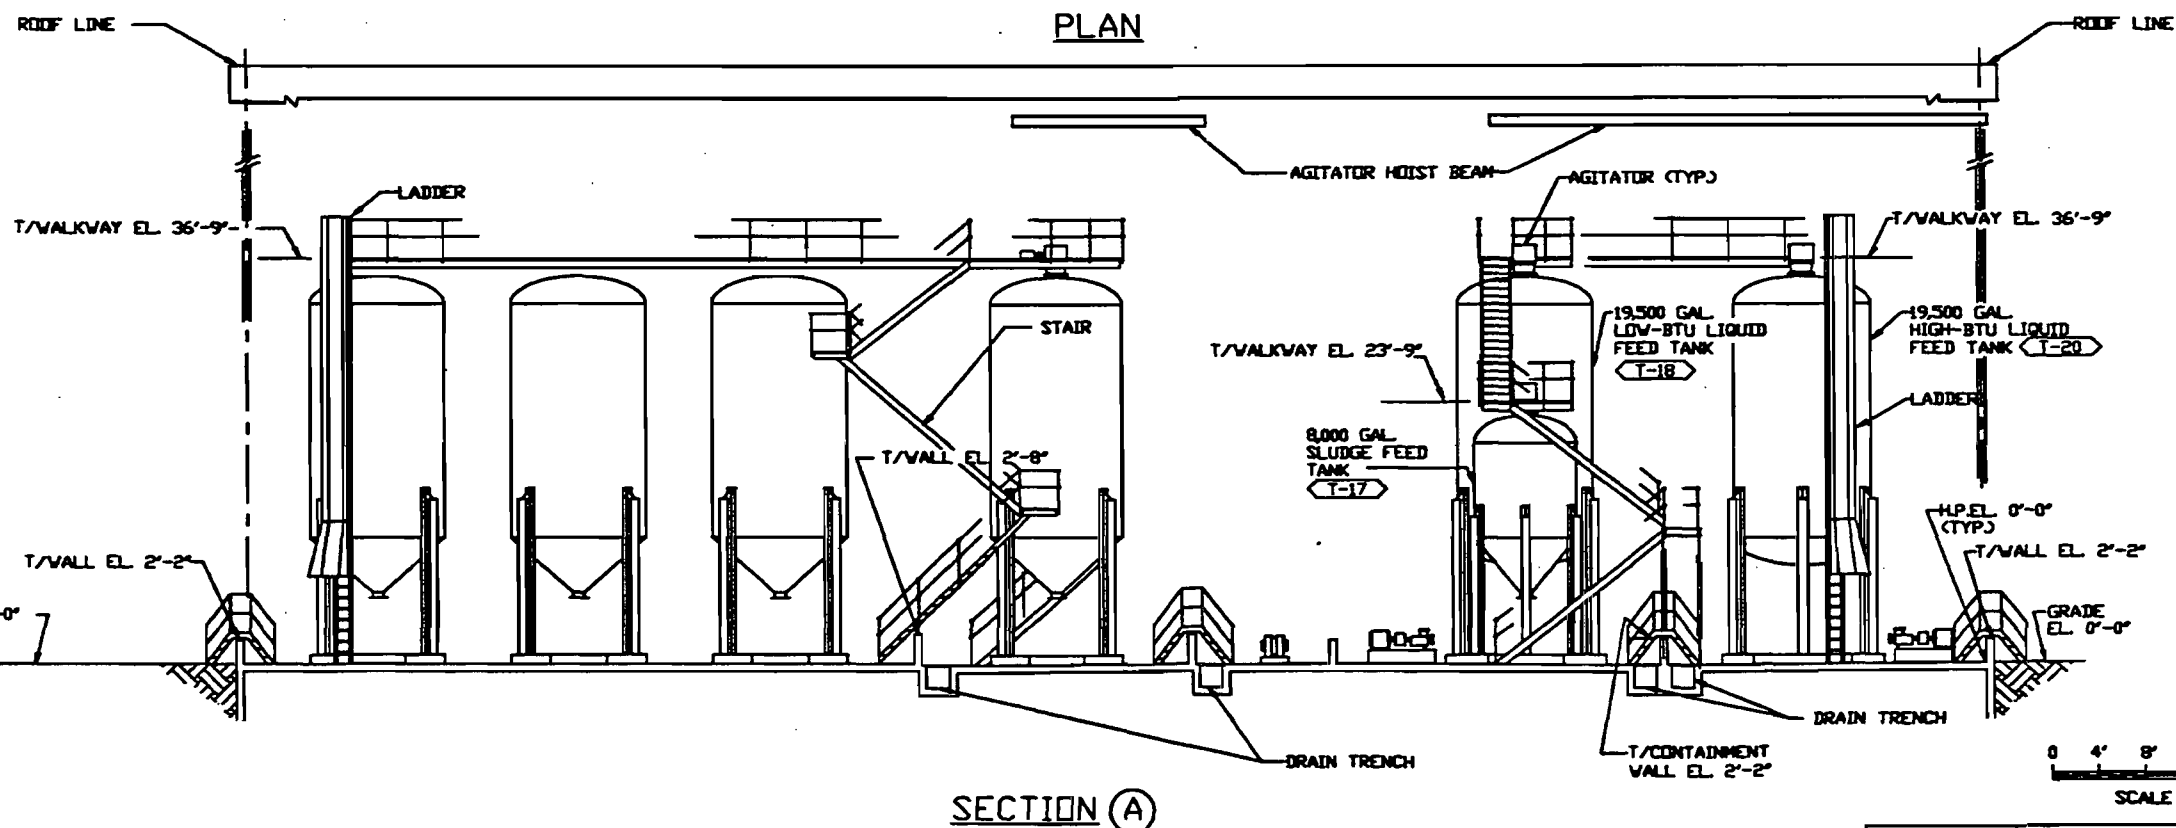 PLAN
ROOF LINE
ROOF LINE
AGITATOR HOIST BEAM
AGITATOR (TYP.)
LADDER
T/WALKWAY EL. 36'-9"
T/WALKWAY EL. 36'-9"
STAIR
19,500 GAL.
LOW-BTU LIQUID
FEED TANK
T-18
19,500 GAL.
HIGH-BTU LIQUID
FEED TANK T-20
T/WALKWAY EL. 23'-9"
LADDER
8,000 GAL.
SLUDGE FEED
TANK
T-17
T/WALL EL. 2'-8"
H.P.EL. 0'-0"
(TYP.)
T/WALL EL. 2'-2"
T/WALL EL. 2'-2"
-0"
GRADE
EL. 0'-0"
DRAIN TRENCH
DRAIN TRENCH
T/CONTAINMENT
WALL EL. 2'-2"
0 4' 8'
SCALE
SECTION A